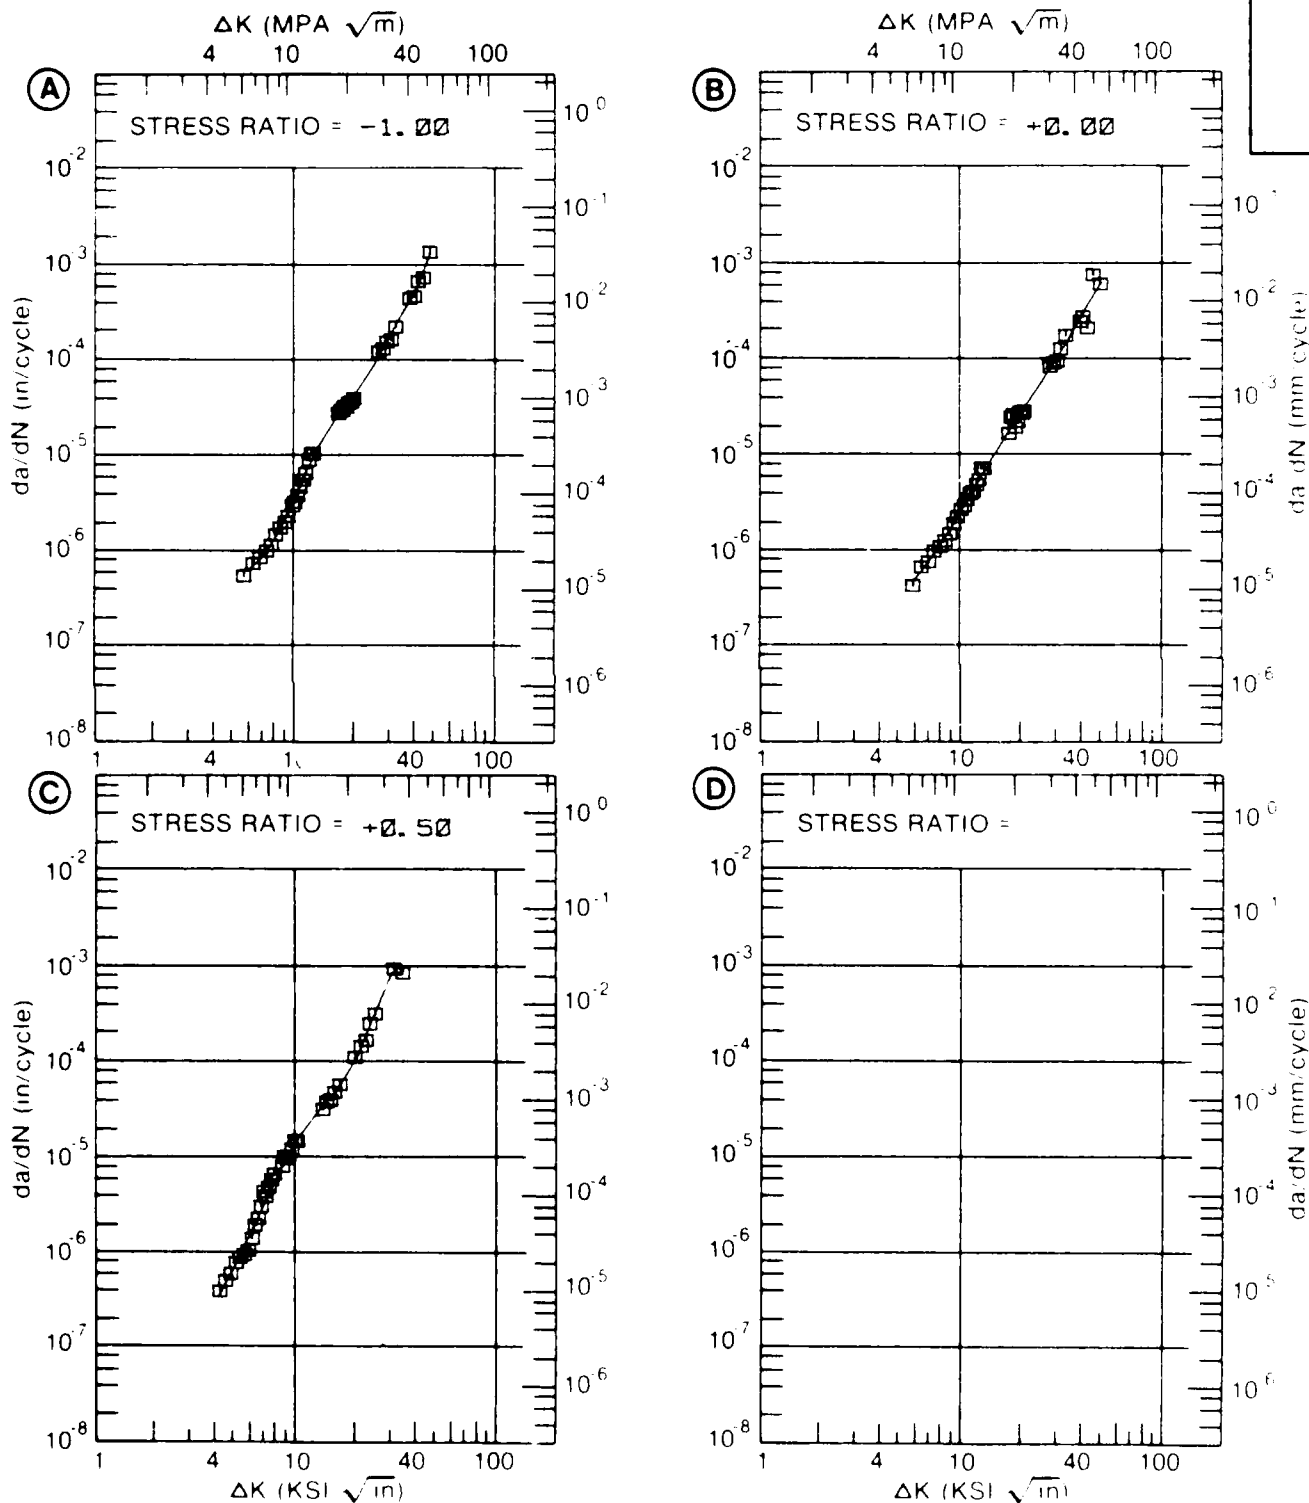 ΔK (MPA √m)
4 10 40 100
A
STRESS RATIO = -1.00
da/dN (in/cycle)
10⁻² 10⁻³ 10⁻⁴ 10⁻⁵ 10⁻⁶ 10⁻⁷ 10⁻⁸
10⁰ 10⁻¹ 10⁻² 10⁻³ 10⁻⁴ 10⁻⁵ 10⁻⁶
1 4 1 4 40 100
ΔK (MPA √m)
4 10 40 100
B
STRESS RATIO = +0.00
10⁻² 10⁻³ 10⁻⁴ 10⁻⁵ 10⁻⁶ 10⁻⁷ 10⁻⁸
10⁻¹ 10⁻² 10⁻³ 10⁻⁴ 10⁻⁵ 10⁻⁶
da dN (mm cycle)
1 4 10 40 100
C
STRESS RATIO = +0.50
da/dN (in/cycle)
10⁻² 10⁻³ 10⁻⁴ 10⁻⁵ 10⁻⁶ 10⁻⁷ 10⁻⁸
10⁰ 10⁻¹ 10⁻² 10⁻³ 10⁻⁴ 10⁻⁵ 10⁻⁶
1 4 10 40 100
ΔK (KSI √in)
D
STRESS RATIO =
10⁻² 10⁻³ 10⁻⁴ 10⁻⁵ 10⁻⁶ 10⁻⁷ 10⁻⁸
10⁰ 10⁻¹ 10⁻² 10⁻³ 10⁻⁴ 10⁻⁵ 10⁻⁶
da/dN (mm/cycle)
1 4 10 40 100
ΔK (KSI √in)